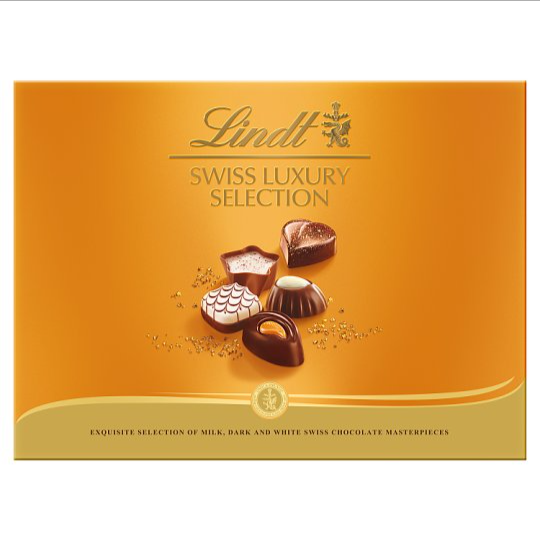 Lindt
SWISS LUXURY
SELECTION
EXQUISITE SELECTION OF MILK, DARK AND WHITE SWISS CHOCOLATE MASTERPIECES